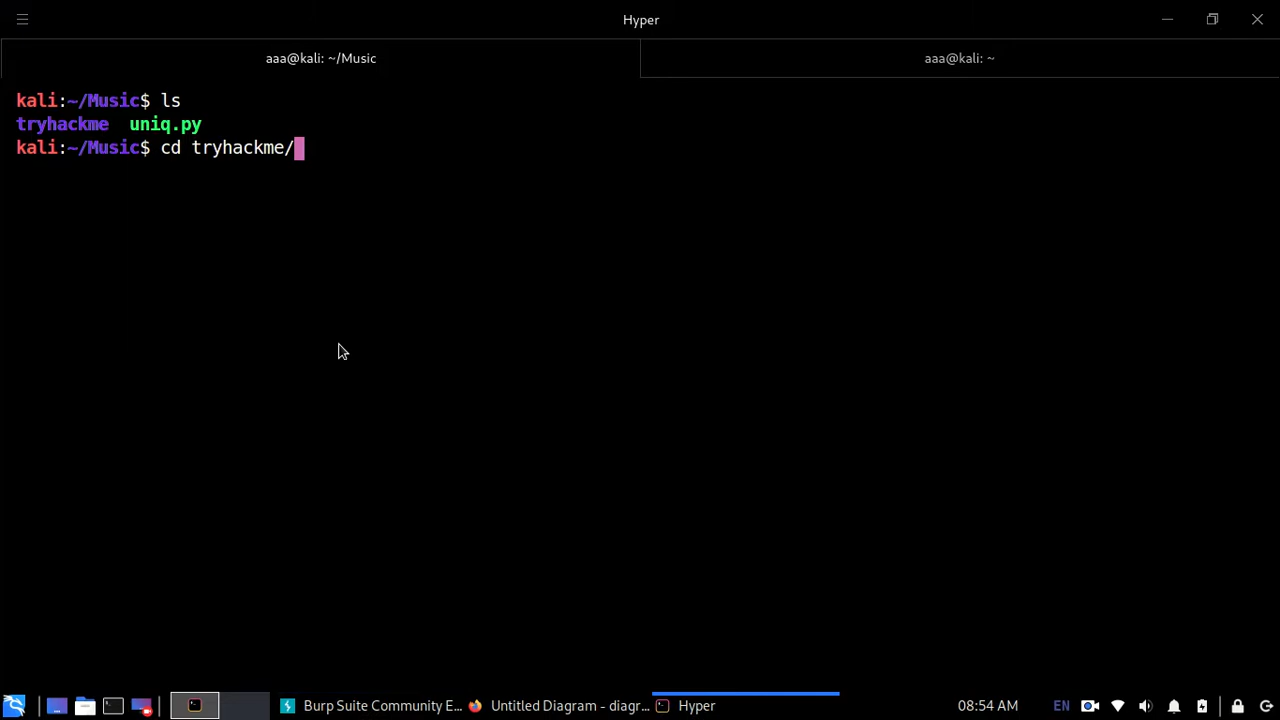 Hyper
aaa@kali: ~/Music
aaa@kali: ~
kali:~/Music$ ls
tryhackme  uniq.py
kali:~/Music$ cd tryhackme/
Burp Suite Community E...
Untitled Diagram - diagr...
Hyper
08:54 AM
EN